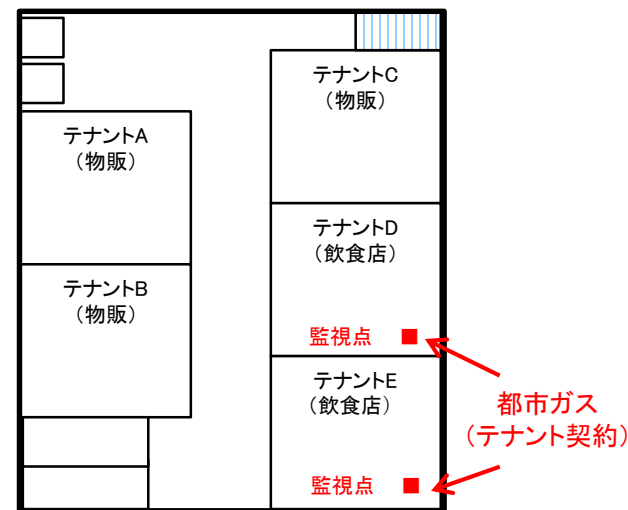 テナントC
（物販）
テナントA
（物販）
テナントD
（飲食店）
テナントB
（物販）
監視点
テナントE
（飲食店）
都市ガス
（テナント契約）
監視点